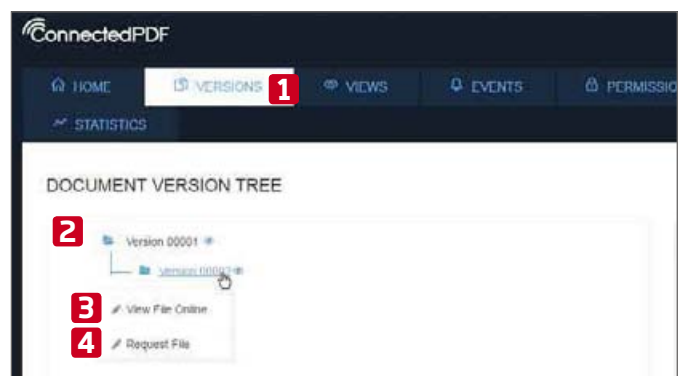 ConnectedPDF
HOME VERSIONS 1 VIEWS EVENTS PERMISSIO
STATISTICS
DOCUMENT VERSION TREE
2 Version 00001
Version
3 View File Online
4 Request File